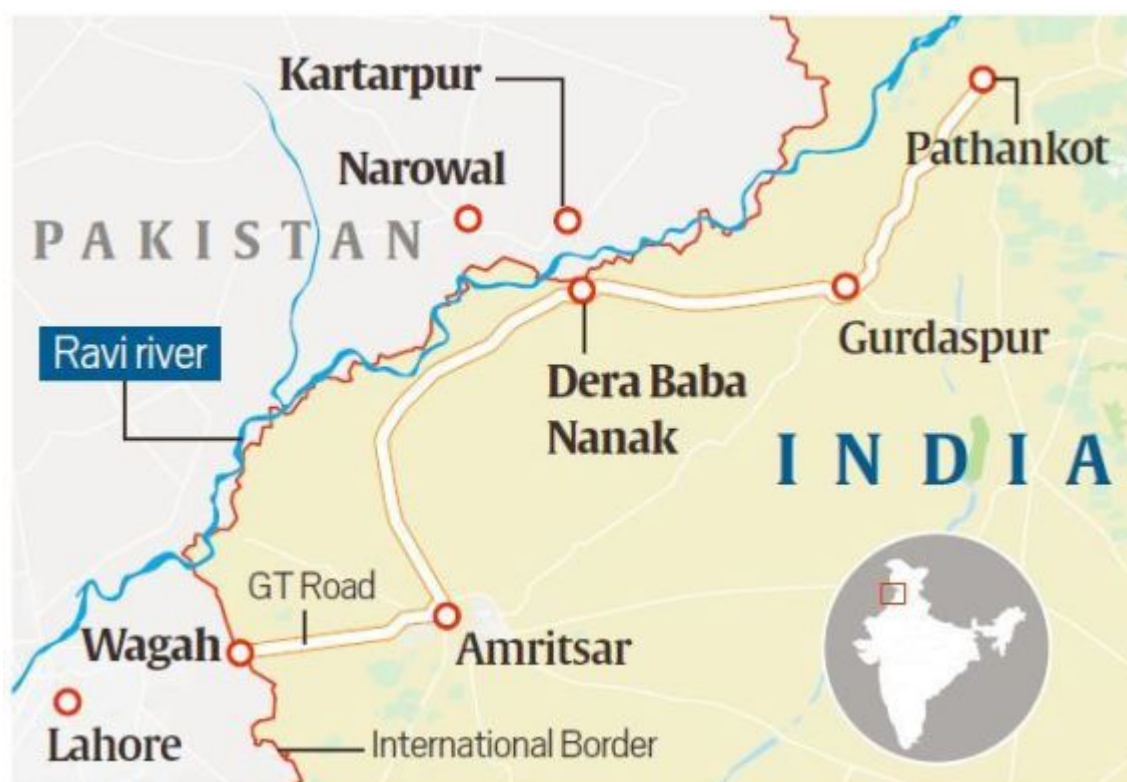 Kartarpur
Narowal
Pathankot
PAKISTAN
Ravi river
Gurdaspur
Dera Baba
Nanak
INDIA
GT Road
Wagah
Amritsar
Lahore
International Border